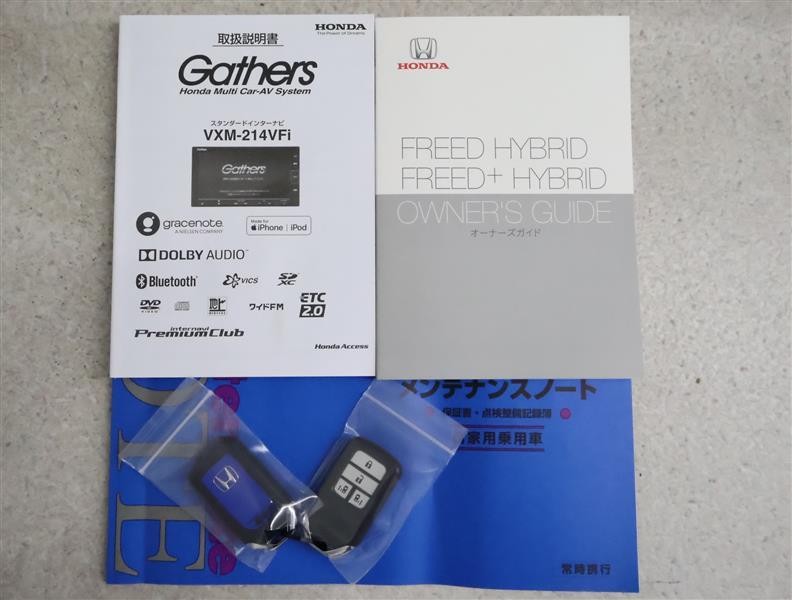 HONDA
The Power of Dreams
取扱説明書
Gathers
Honda Multi Car-AV System
スタンダードインターナビ
VXM-214VFi
Gathers
gracenote
A NIELSEN COMPANY
Made for
iPhone | iPod
DOLBY AUDIO
Bluetooth
VICS
SD XC
DVD
VIDEO
ワイドFM
ETC 2.0
internavi
PremiumClub
Honda Access
HONDA
FREED HYBRID
FREED+ HYBRID
OWNER'S GUIDE
オーナーズガイド
メンテナンスノート
保証書・点検整備記録簿
家用乗用車
常時携行